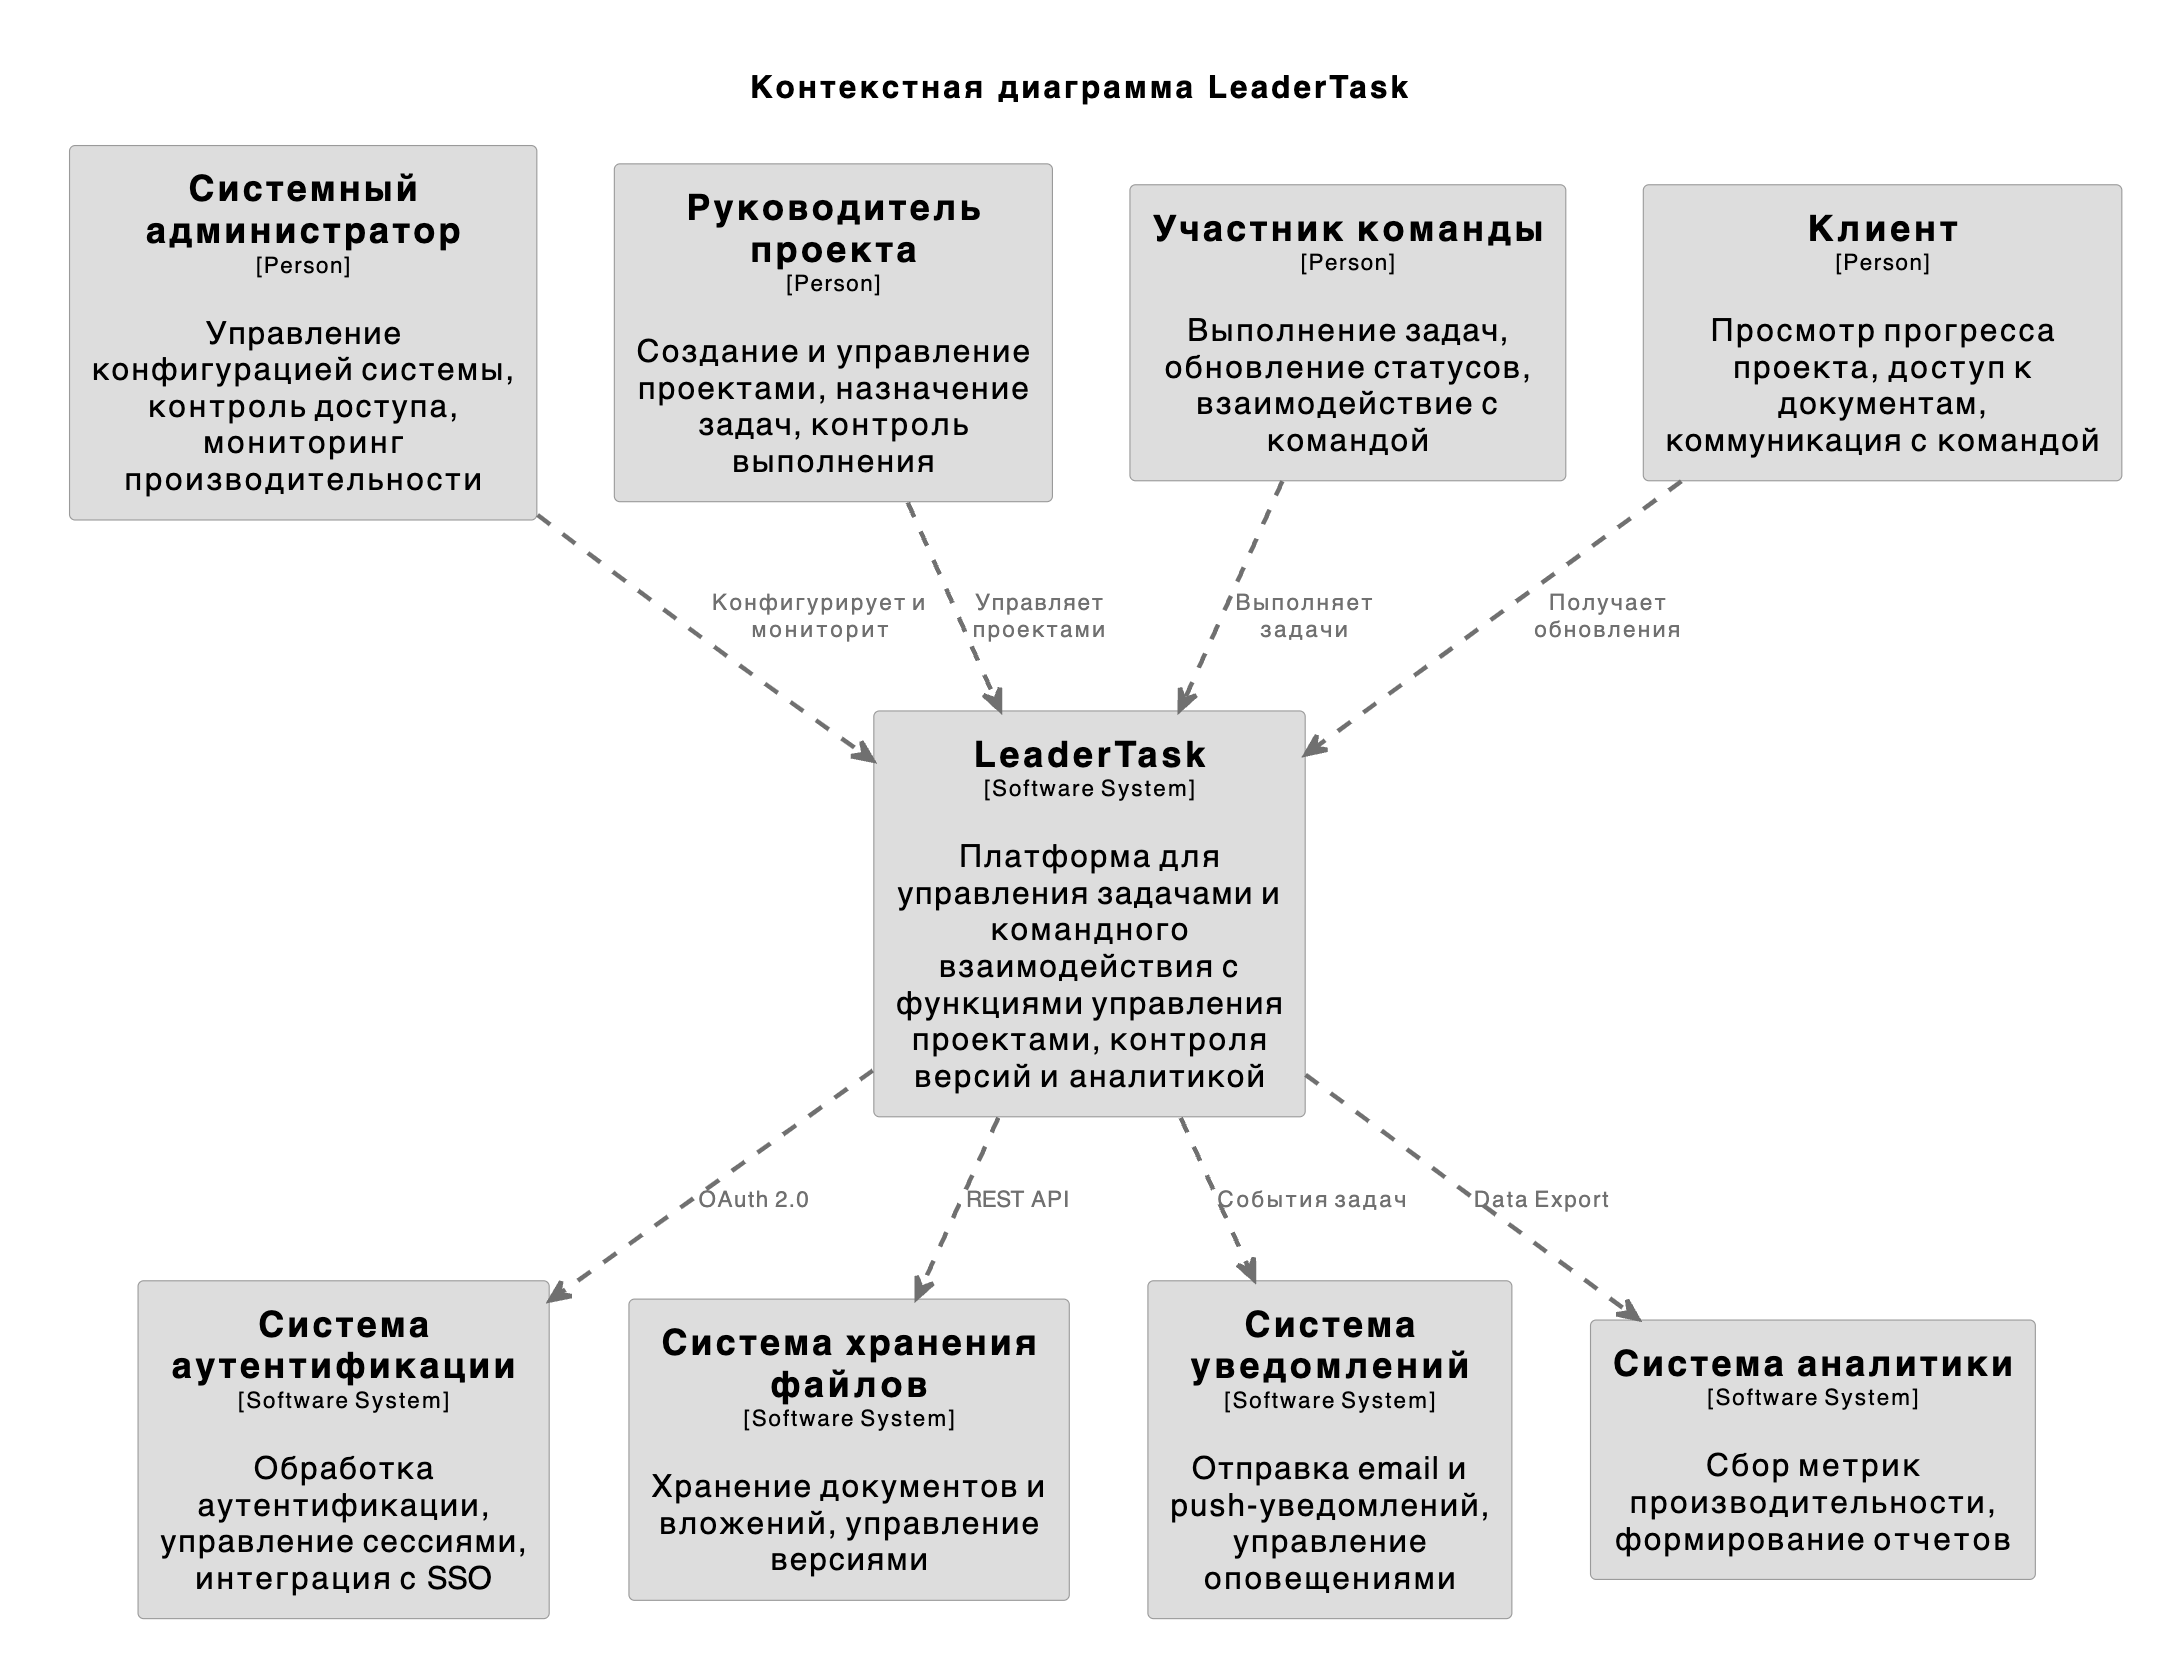 Контекстная диаграмма LeaderTask
Системный
администратор
[Person]
Управление
конфигурацией системы,
контроль доступа,
мониторинг
производительности
Руководитель
проекта
[Person]
Создание и управление
проектами, назначение
задач, контроль
выполнения
Участник команды
[Person]
Выполнение задач,
обновление статусов,
взаимодействие с
командой
Клиент
[Person]
Просмотр прогресса
проекта, доступ к
документам,
коммуникация с командой
Конфигурирует и
мониторит
Управляет
проектами
Выполняет
задачи
Получает
обновления
LeaderTask
[Software System]
Платформа для
управления задачами и
командного
взаимодействия с
функциями управления
проектами, контроля
версий и аналитикой
OAuth 2.0
REST API
События задач
Data Export
Система
аутентификации
[Software System]
Обработка
аутентификации,
управление сессиями,
интеграция с SSO
Система хранения
файлов
[Software System]
Хранение документов и
вложений, управление
версиями
Система
уведомлений
[Software System]
Отправка email и
push-уведомлений,
управление
оповещениями
Система аналитики
[Software System]
Сбор метрик
производительности,
формирование отчетов